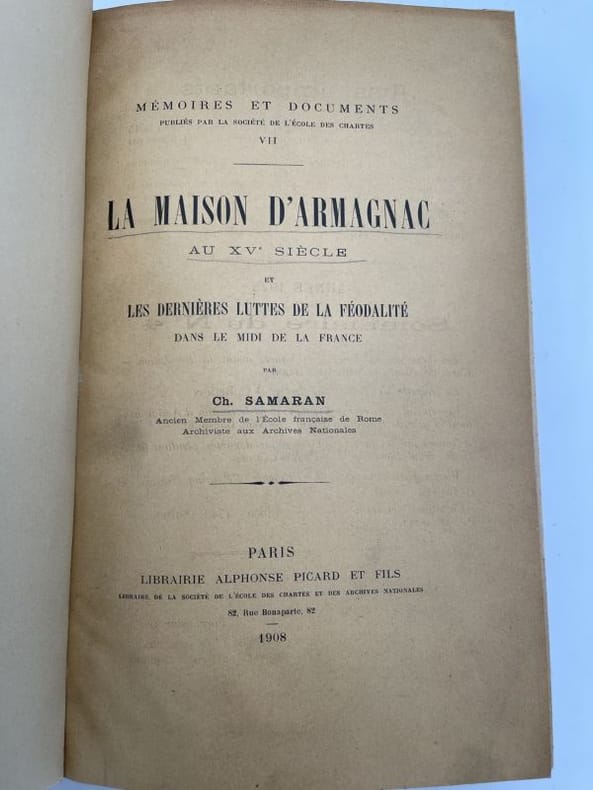 MÉMOIRES ET DOCUMENTS
PUBLIÉS PAR LA SOCIÉTÉ DE L'ÉCOLE DES CHARTES
VII
LA MAISON D'ARMAGNAC
AU XVᵉ SIÈCLE
ET
LES DERNIÈRES LUTTES DE LA FÉODALITÉ
DANS LE MIDI DE LA FRANCE
PAR
Ch. SAMARAN
Ancien Membre de l'École française de Rome
Archiviste aux Archives Nationales
PARIS
LIBRAIRIE ALPHONSE PICARD ET FILS
LIBRAIRE DE LA SOCIÉTÉ DE L'ÉCOLE DES CHARTES ET DES ARCHIVES NATIONALES
82, Rue Bonaparte, 82
1908